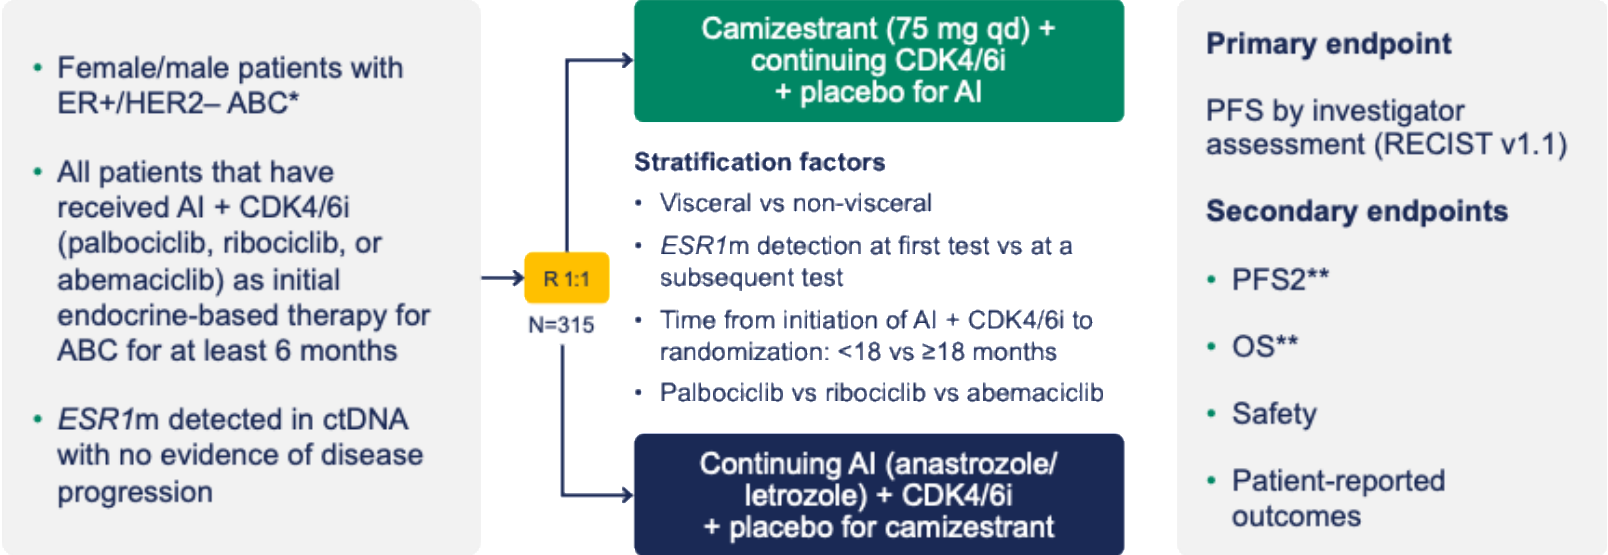 • Female/male patients with
ER+/HER2– ABC*
• All patients that have
received AI + CDK4/6i
(palbociclib, ribociclib, or
abemaciclib) as initial
endocrine-based therapy for
ABC for at least 6 months
• ESR1m detected in ctDNA
with no evidence of disease
progression
R 1:1
N=315
Camizestrant (75 mg qd) +
continuing CDK4/6i
+ placebo for AI
Stratification factors
• Visceral vs non-visceral
• ESR1m detection at first test vs at a
subsequent test
• Time from initiation of AI + CDK4/6i to
randomization: <18 vs ≥18 months
• Palbociclib vs ribociclib vs abemaciclib
Continuing AI (anastrozole/
letrozole) + CDK4/6i
+ placebo for camizestrant
Primary endpoint
PFS by investigator
assessment (RECIST v1.1)
Secondary endpoints
• PFS2**
• OS**
• Safety
• Patient-reported
outcomes